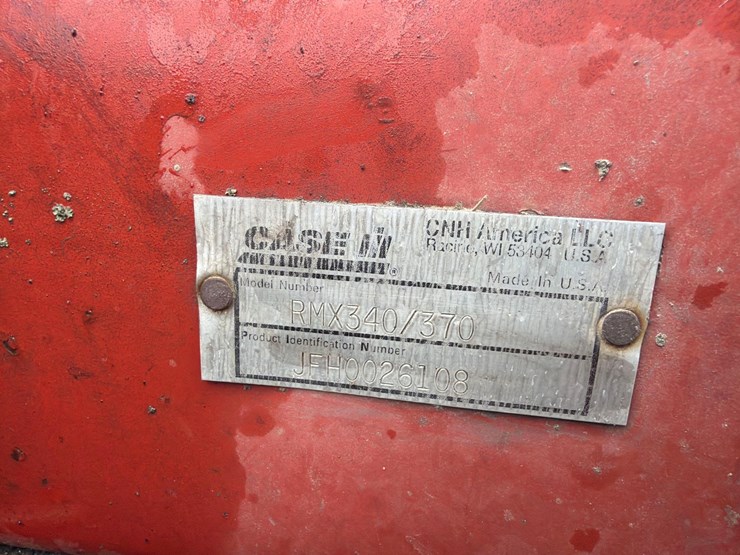 CASE IH
CNH America LLC
Racine, WI 53404 U.S.A.
Made in U.S.A.
Model Number
RMX340/370
Product Identification Number
JFH0026108